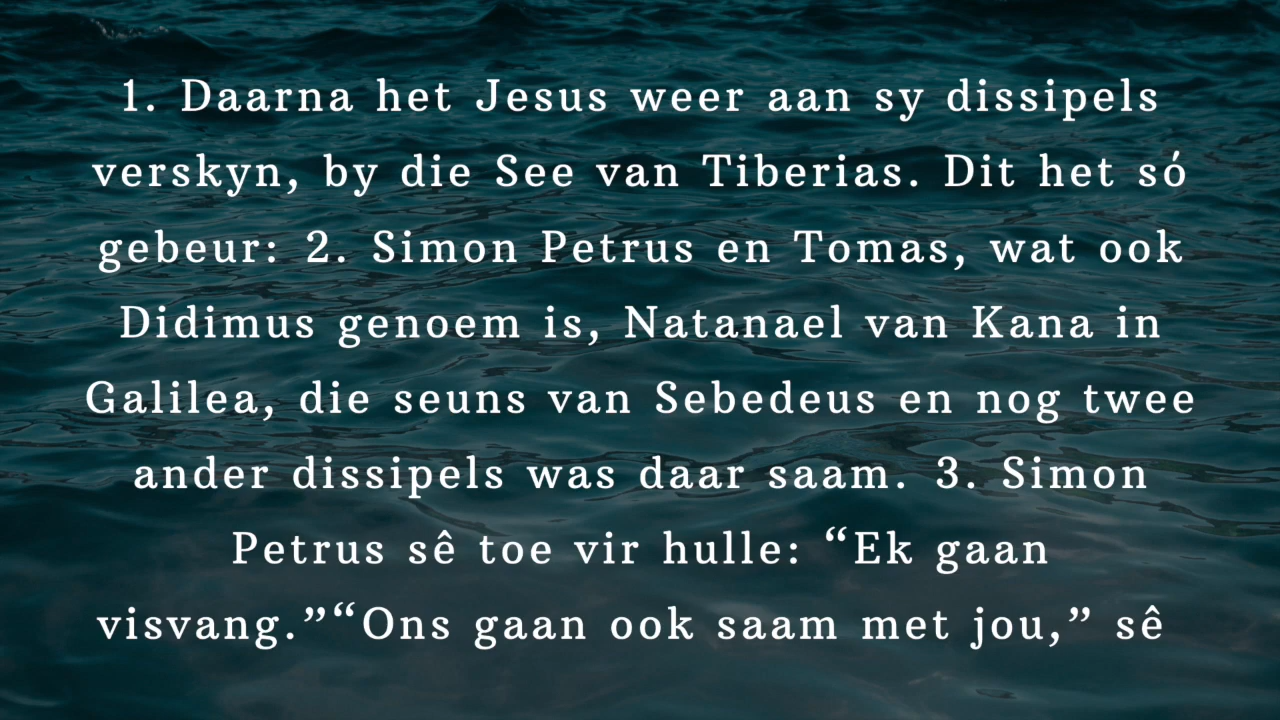 1. Daarna het Jesus weer aan sy dissipels
verskyn, by die See van Tiberias. Dit het só
gebeur: 2. Simon Petrus en Tomas, wat ook
Didimus genoem is, Natanael van Kana in
Galilea, die seuns van Sebedeus en nog twee
ander dissipels was daar saam. 3. Simon
Petrus sê toe vir hulle: “Ek gaan
visvang.”“Ons gaan ook saam met jou,” sê